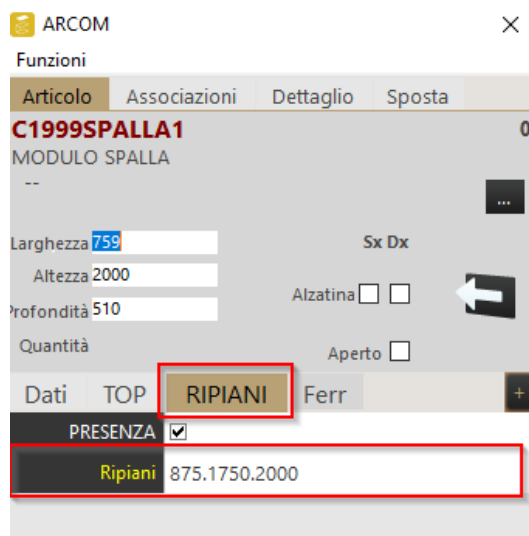 ARCOM
Funzioni
Articolo Associazioni Dettaglio Sposta
C1999SPALLA1 0
MODULO SPALLA
--
...
Larghezza 759 Sx Dx
Altezza 2000
Alzatina
Profondità 510
Quantità
Aperto
Dati TOP RIPIANI Ferr +
PRESENZA
Ripiani 875.1750.2000